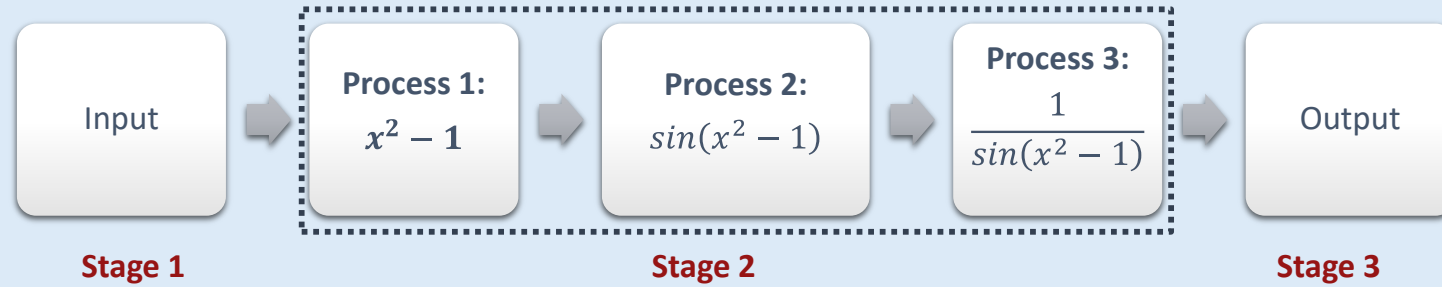 Input
Process 1:
x² − 1
Process 2:
sin(x² − 1)
Process 3:
1
sin(x² − 1)
Output
Stage 1
Stage 2
Stage 3